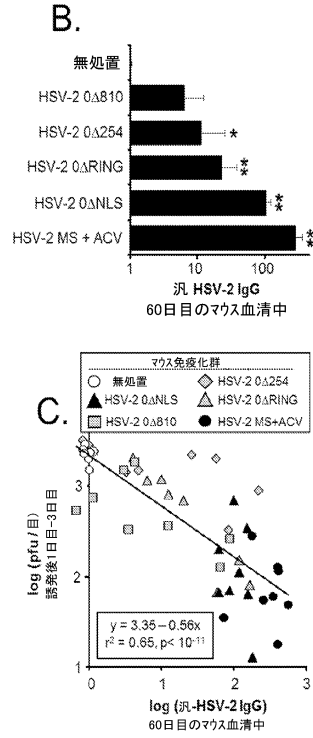 B.
無処置
HSV-2 0Δ810
HSV-2 0Δ254
*
HSV-2 0ΔRING
**
HSV-2 0ΔNLS
**
HSV-2 MS + ACV
**
1 10 100
汎 HSV-2 IgG
60日目のマウス血清中
C.
マウス免疫化群
無処置
HSV-2 0Δ254
HSV-2 0ΔNLS
HSV-2 0ΔRING
HSV-2 0Δ810
HSV-2 MS+ACV
log (pfu / 目)
誘発後1日目-3日目
3
2
1
y = 3.35−0.56x
r² = 0.65, p< 10⁻¹¹
0 1 2 3
log (汎-HSV-2 IgG)
60日目のマウス血清中